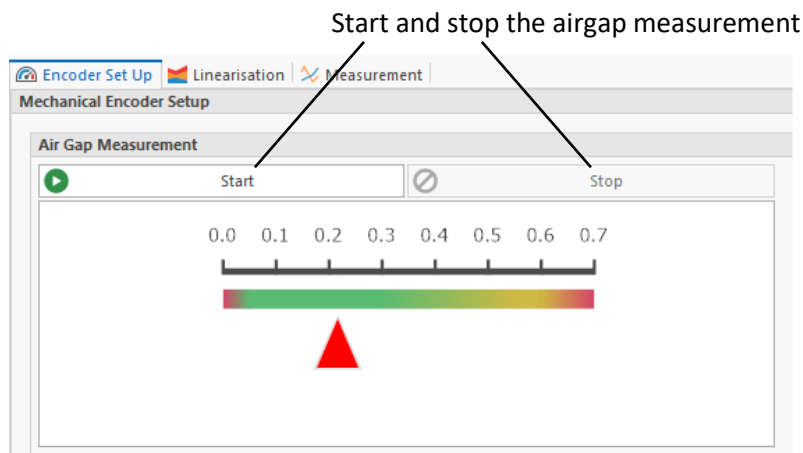 Start and stop the airgap measurement
Encoder Set Up Linearisation Measurement
Mechanical Encoder Setup
Air Gap Measurement
Start Stop
0.0 0.1 0.2 0.3 0.4 0.5 0.6 0.7